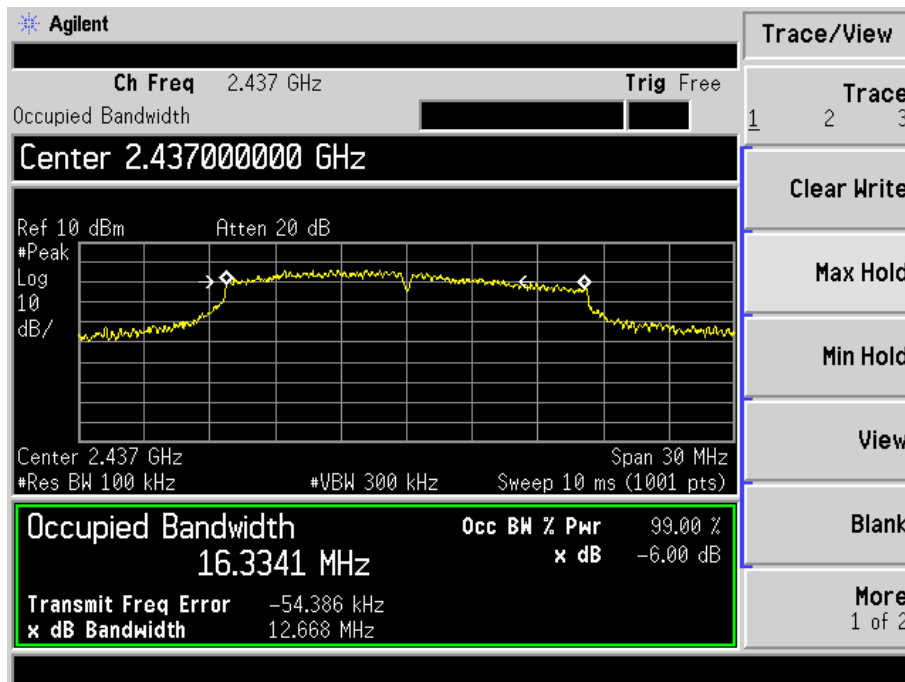 Agilent
Trace/View
Ch Freq 2.437 GHz Trig Free
Occupied Bandwidth
Trace
1 2 3
Center 2.437000000 GHz
Clear Write
Ref 10 dBm Atten 20 dB
#Peak
Log
10
dB/
Max Hold
Min Hold
View
Center 2.437 GHz Span 30 MHz
#Res BW 100 kHz #VBW 300 kHz Sweep 10 ms (1001 pts)
Occupied Bandwidth Occ BW % Pwr 99.00 %
16.3341 MHz x dB -6.00 dB
Blank
Transmit Freq Error -54.386 kHz
x dB Bandwidth 12.668 MHz
More
1 of 2